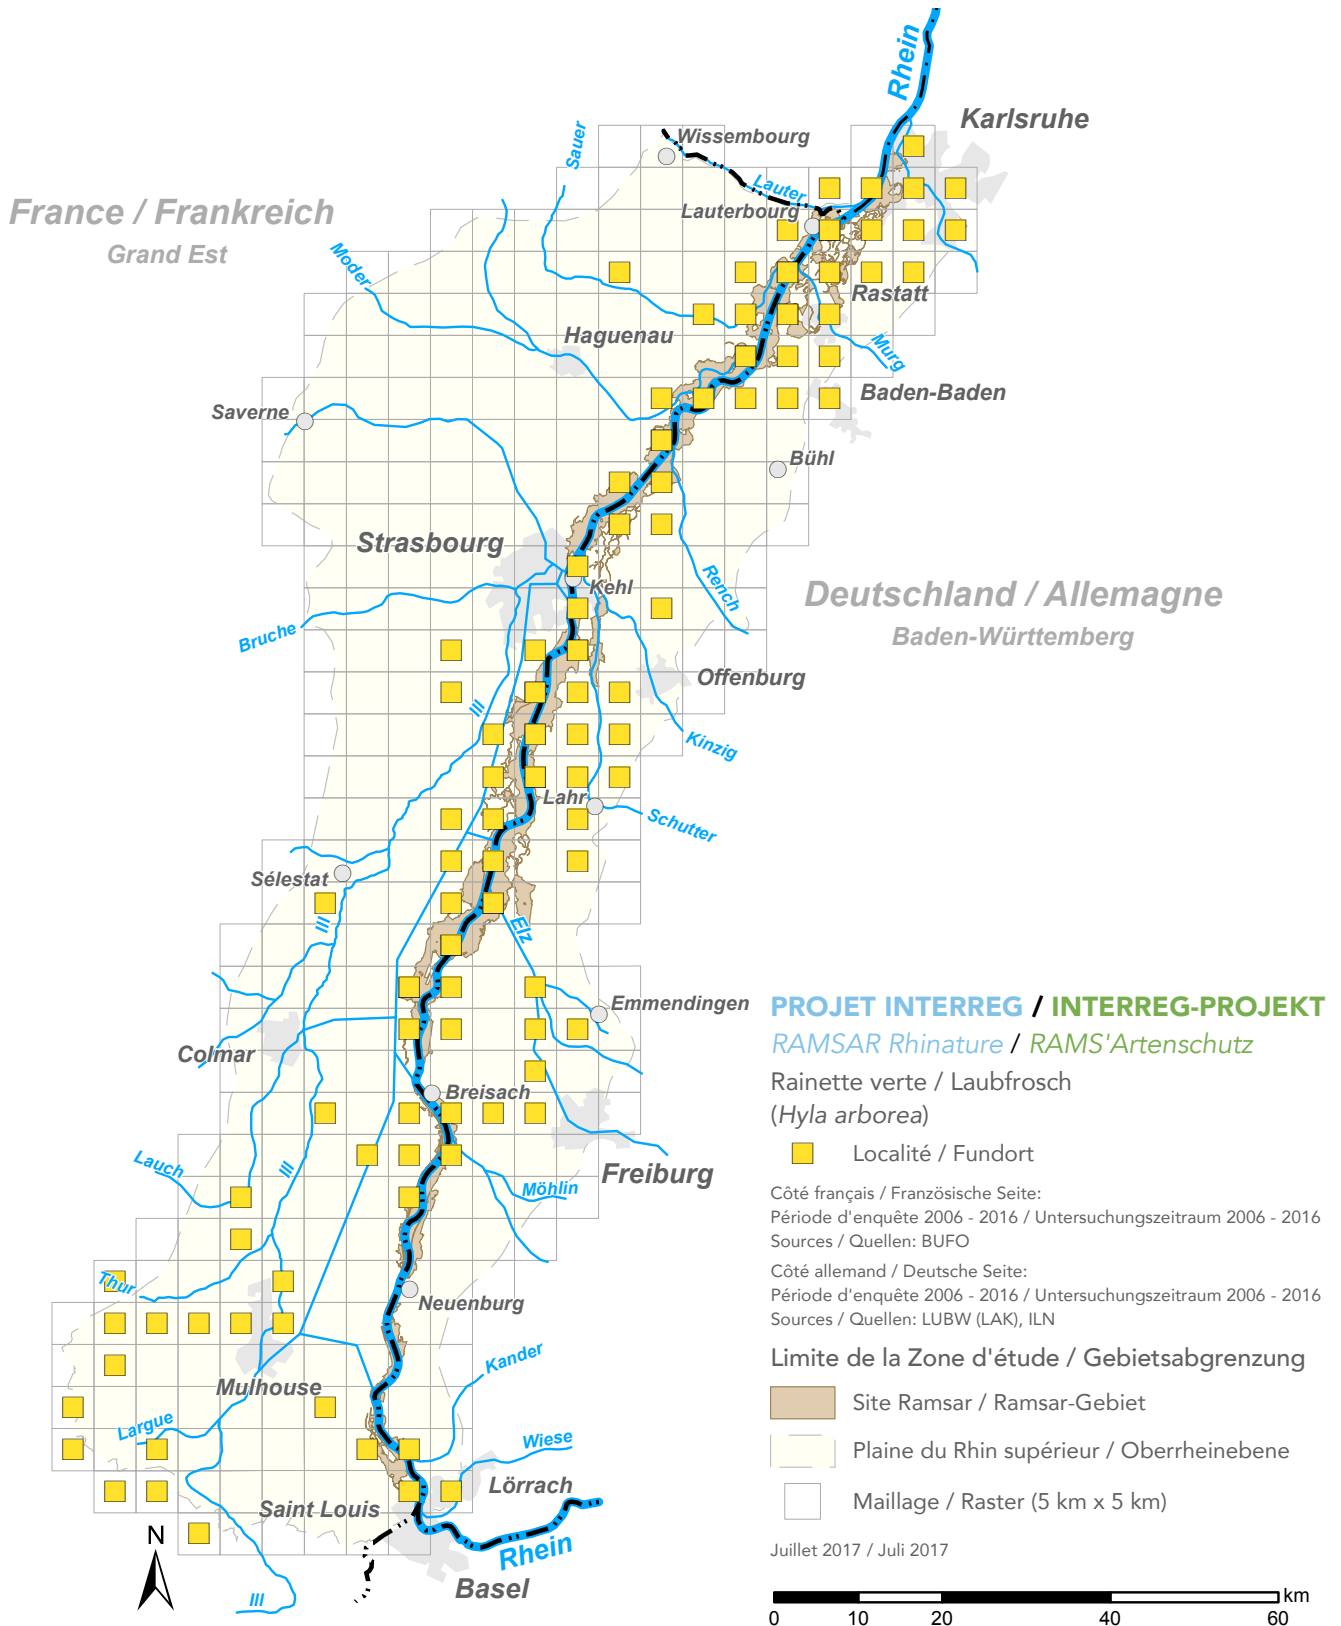 Rhein
Karlsruhe
Wissembourg
Sauer
Lauter
France / Frankreich
Grand Est
Lauterbourg
Moder
Rastatt
Haguenau
Murg
Baden-Baden
Saverne
Bühl
Strasbourg
Kehl
Rench
Deutschland / Allemagne
Baden-Württemberg
Bruche
Offenburg
Ill
Kinzig
Lahr
Schutter
Sélestat
Ill
Elz
Emmendingen
Colmar
Breisach
Freiburg
Lauch
Ill
Möhlin
Thur
Neuenburg
Kander
Mulhouse
Largue
Wiese
Lörrach
Saint Louis
Rhein
Basel
Ill
N
PROJET INTERREG / INTERREG-PROJEKT
RAMSAR Rhinature / RAMS'Artenschutz
Rainette verte / Laubfrosch
(Hyla arborea)
Localité / Fundort
Côté français / Französische Seite:
Période d'enquête 2006 - 2016 / Untersuchungszeitraum 2006 - 2016
Sources / Quellen: BUFO
Côté allemand / Deutsche Seite:
Période d'enquête 2006 - 2016 / Untersuchungszeitraum 2006 - 2016
Sources / Quellen: LUBW (LAK), ILN
Limite de la Zone d'étude / Gebietsabgrenzung
Site Ramsar / Ramsar-Gebiet
Plaine du Rhin supérieur / Oberrheinebene
Maillage / Raster (5 km x 5 km)
Juillet 2017 / Juli 2017
km
0 10 20 40 60